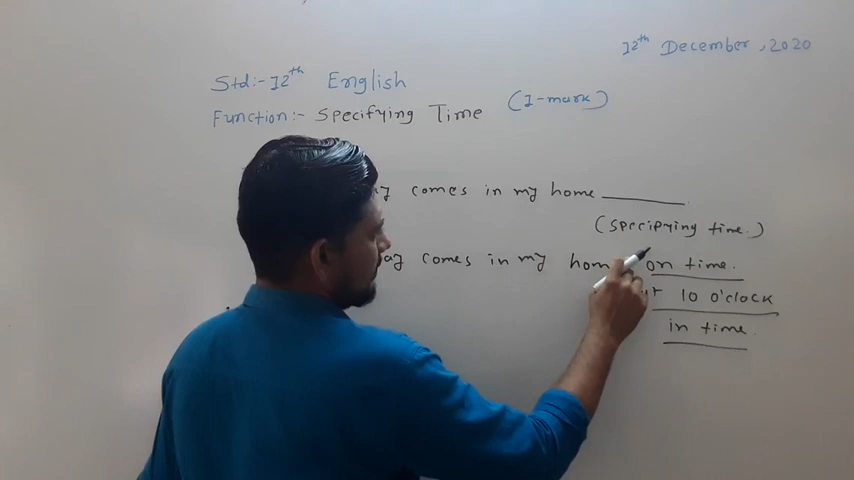 12th December, 2020
Std:- 12th English
Function:- Specifying Time (1-mark)
comes in my home ______.
(specifying time.)
comes in my on time.
10 o'clock
in time.